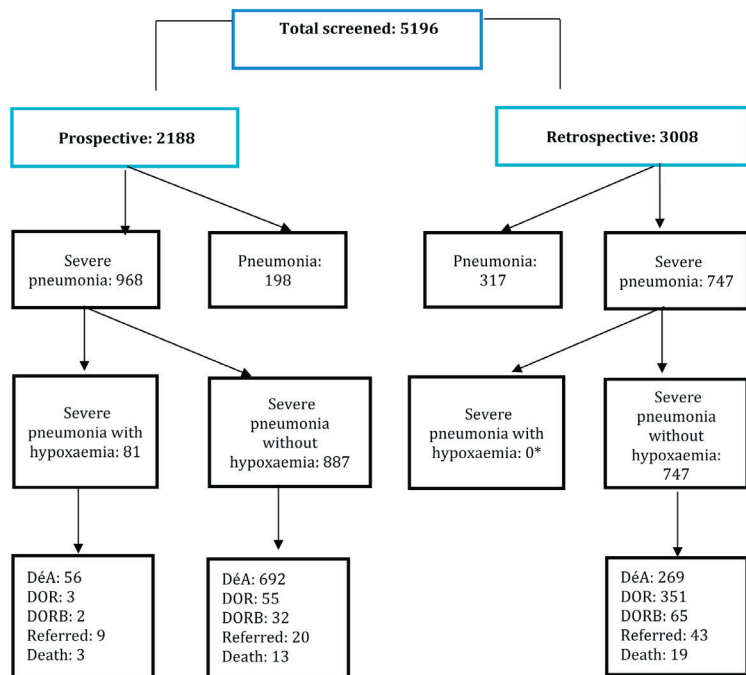 Total screened: 5196
Prospective: 2188
Retrospective: 3008
Severe
pneumonia: 968
Pneumonia:
198
Pneumonia:
317
Severe
pneumonia: 747
Severe
pneumonia with
hypoxaemia: 81
Severe
pneumonia
without
hypoxaemia: 887
Severe
pneumonia with
hypoxaemia: 0*
Severe
pneumonia
without
hypoxaemia:
747
DéA: 56
DOR: 3
DORB: 2
Referred: 9
Death: 3
DéA: 692
DOR: 55
DORB: 32
Referred: 20
Death: 13
DéA: 269
DOR: 351
DORB: 65
Referred: 43
Death: 19